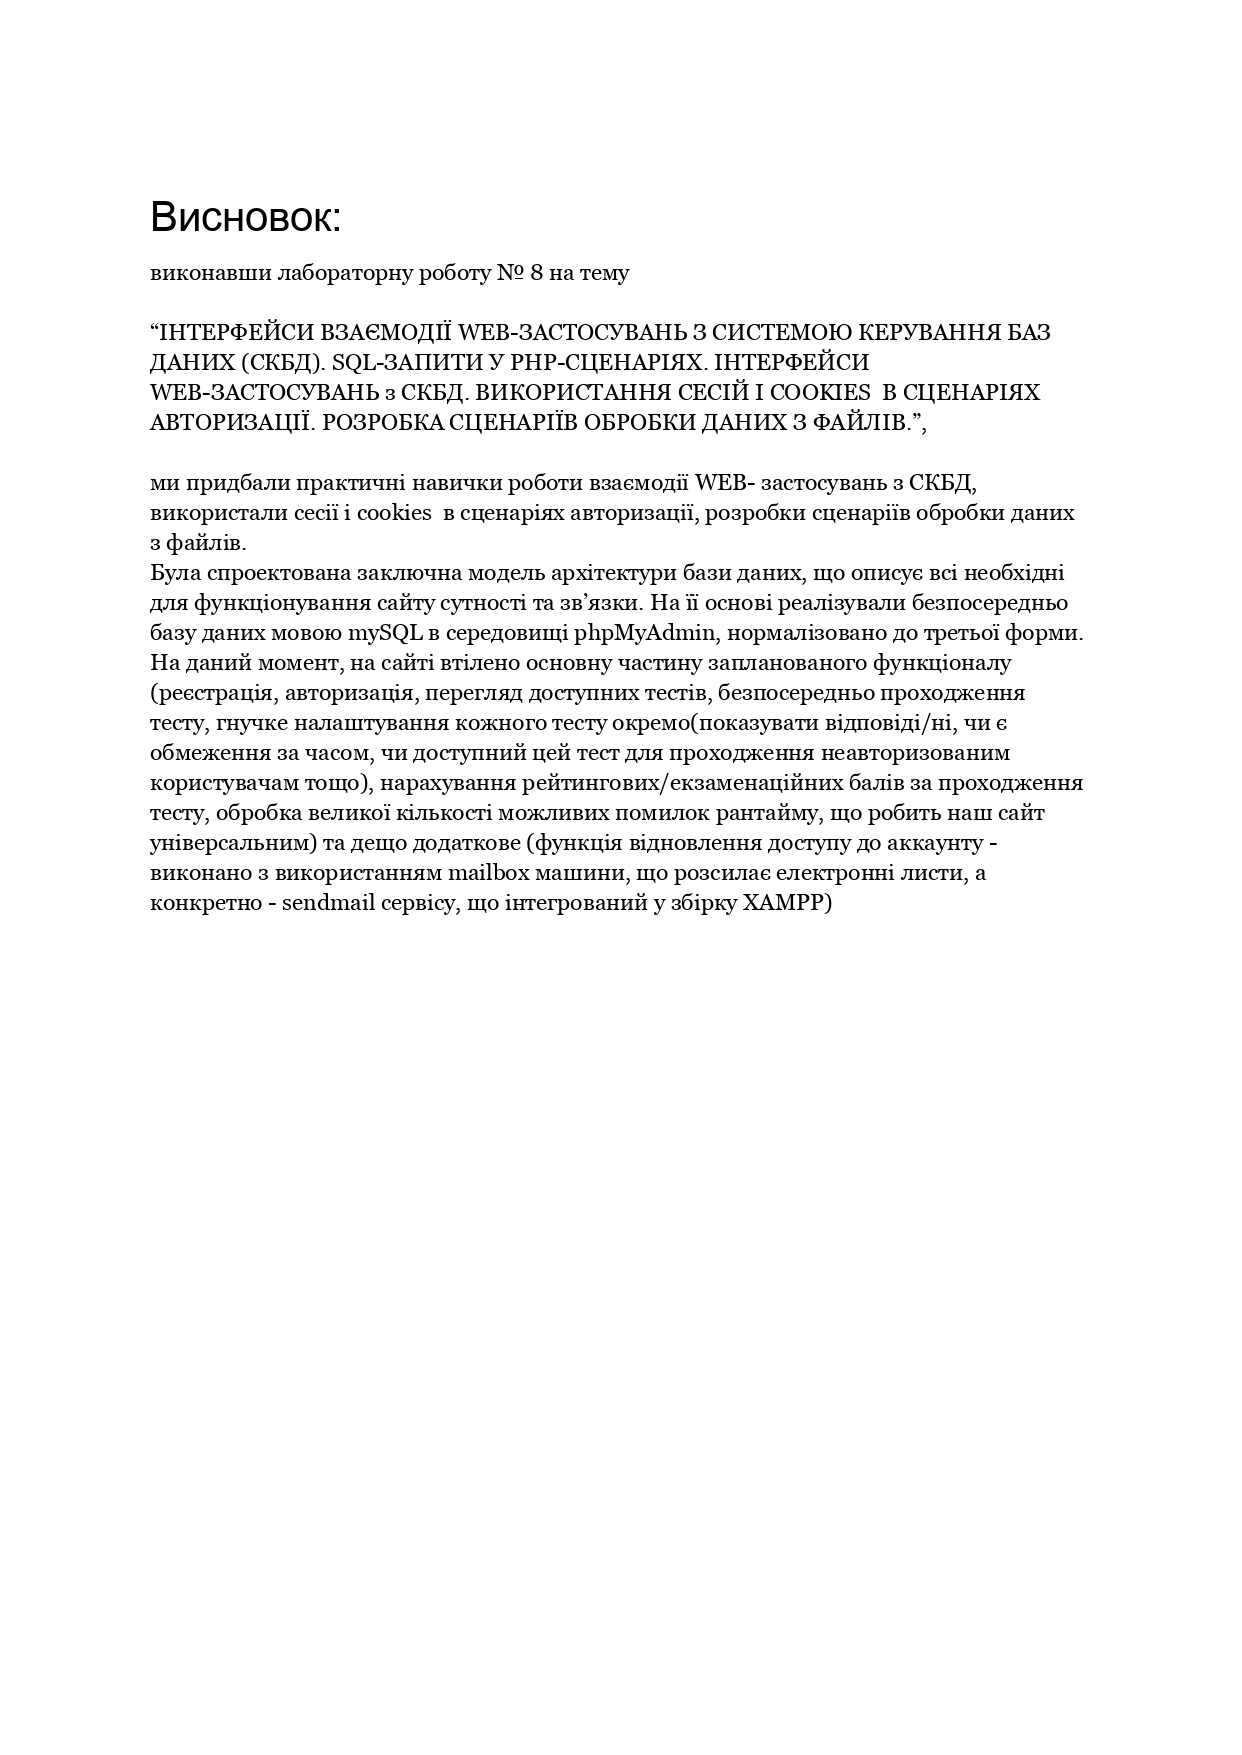 Висновок:
виконавши лабораторну роботу № 8 на тему
“ІНТЕРФЕЙСИ ВЗАЄМОДІЇ WEB-ЗАСТОСУВАНЬ З СИСТЕМОЮ КЕРУВАННЯ БАЗ
ДАНИХ (СКБД). SQL-ЗАПИТИ У PHP-СЦЕНАРІЯХ. ІНТЕРФЕЙСИ
WEB-ЗАСТОСУВАНЬ з СКБД. ВИКОРИСТАННЯ СЕСІЙ І COOKIES  В СЦЕНАРІЯХ
АВТОРИЗАЦІЇ. РОЗРОБКА СЦЕНАРІЇВ ОБРОБКИ ДАНИХ З ФАЙЛІВ.”,
ми придбали практичні навички роботи взаємодії WEB- застосувань з СКБД,
використали сесії і cookies  в сценаріях авторизації, розробки сценаріїв обробки даних
з файлів.
Була спроектована заключна модель архітектури бази даних, що описує всі необхідні
для функціонування сайту сутності та зв’язки. На її основі реалізували безпосередньо
базу даних мовою mySQL в середовищі phpMyAdmin, нормалізовано до третьої форми.
На даний момент, на сайті втілено основну частину запланованого функціоналу
(реєстрація, авторизація, перегляд доступних тестів, безпосередньо проходження
тесту, гнучке налаштування кожного тесту окремо(показувати відповіді/ні, чи є
обмеження за часом, чи доступний цей тест для проходження неавторизованим
користувачам тощо), нарахування рейтингових/екзаменаційних балів за проходження
тесту, обробка великої кількості можливих помилок рантайму, що робить наш сайт
універсальним) та дещо додаткове (функція відновлення доступу до аккаунту -
виконано з використанням mailbox машини, що розсилає електронні листи, а
конкретно - sendmail сервісу, що інтегрований у збірку XAMPP)